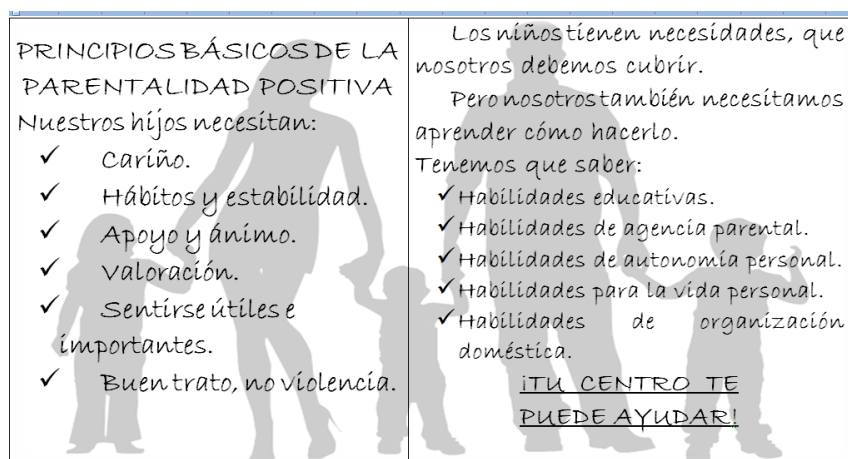 PRINCIPIOS BÁSICOS DE LA
PARENTALIDAD POSITIVA
Nuestros hijos necesitan:
✓ Cariño.
✓ Hábitos y estabilidad.
✓ Apoyo y ánimo.
✓ Valoración.
✓ Sentirse útiles e
importantes.
✓ Buen trato, no violencia.
Los niños tienen necesidades, que
nosotros debemos cubrir.
Pero nosotros también necesitamos
aprender cómo hacerlo.
Tenemos que saber:
✓ Habilidades educativas.
✓ Habilidades de agencia parental.
✓ Habilidades de autonomía personal.
✓ Habilidades para la vida personal.
✓ Habilidades de organización
doméstica.
¡TU CENTRO TE
PUEDE AYUDAR!